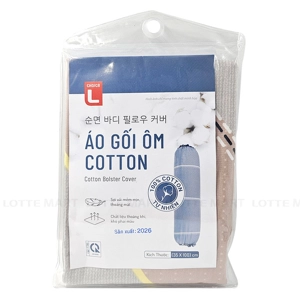 CHOICE
L
순면 바디 필로우 커버
ÁO GỐI ÔM
COTTON
Cotton Bolster Cover
100% COTTON
TỰ NHIÊN
Sản xuất: 2026
Kích Thước
LOTTE MART